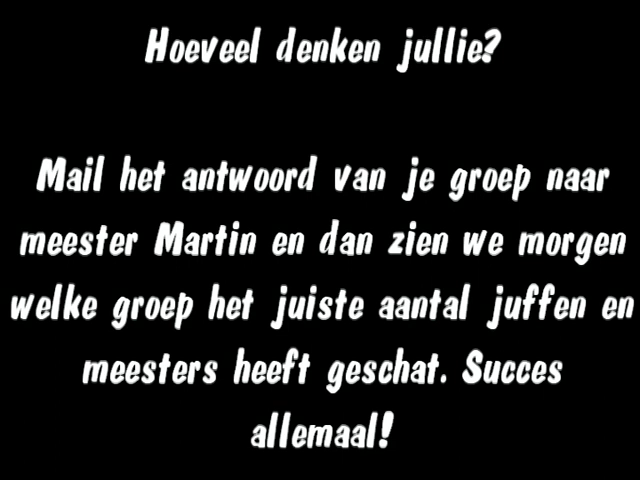 Hoeveel denken jullie?
Mail het antwoord van je groep naar
meester Martin en dan zien we morgen
welke groep het juiste aantal juffen en
meesters heeft geschat. Succes
allemaal!